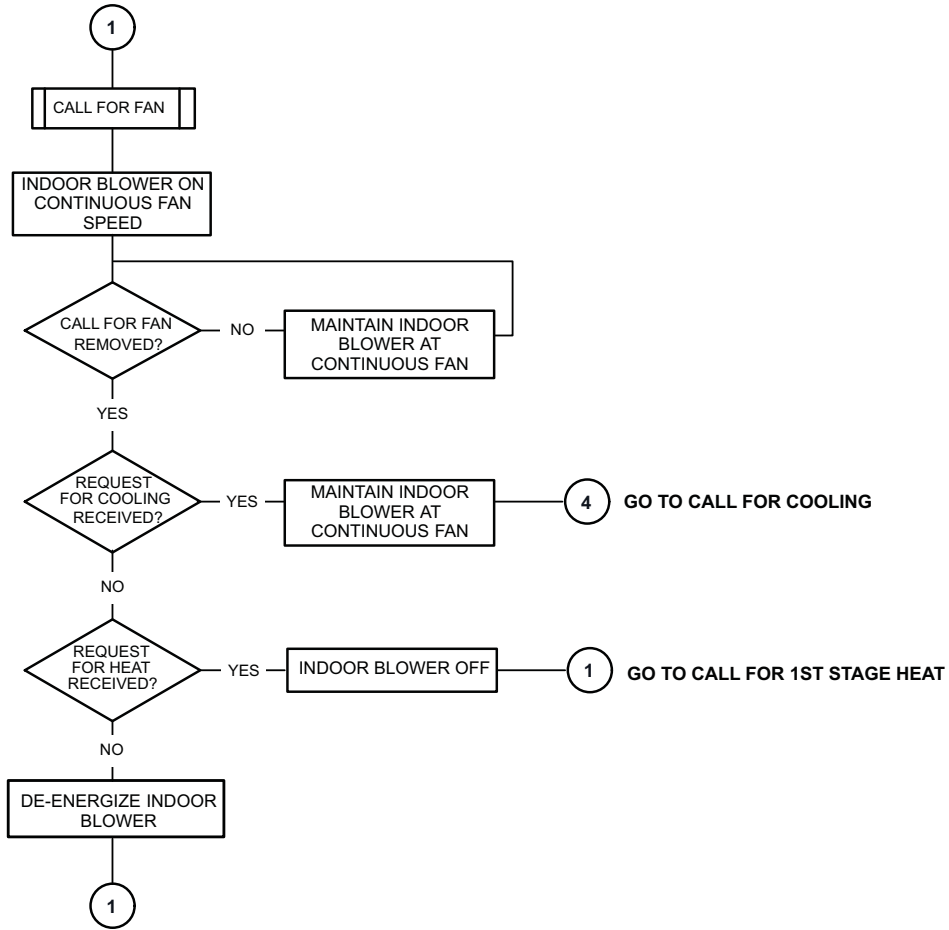 1
CALL FOR FAN
INDOOR BLOWER ON
CONTINUOUS FAN
SPEED
CALL FOR FAN
REMOVED?
NO
MAINTAIN INDOOR
BLOWER AT
CONTINUOUS FAN
YES
REQUEST
FOR COOLING
RECEIVED?
YES
MAINTAIN INDOOR
BLOWER AT
CONTINUOUS FAN
4
GO TO CALL FOR COOLING
NO
REQUEST
FOR HEAT
RECEIVED?
YES
INDOOR BLOWER OFF
1
GO TO CALL FOR 1ST STAGE HEAT
NO
DE-ENERGIZE INDOOR
BLOWER
1